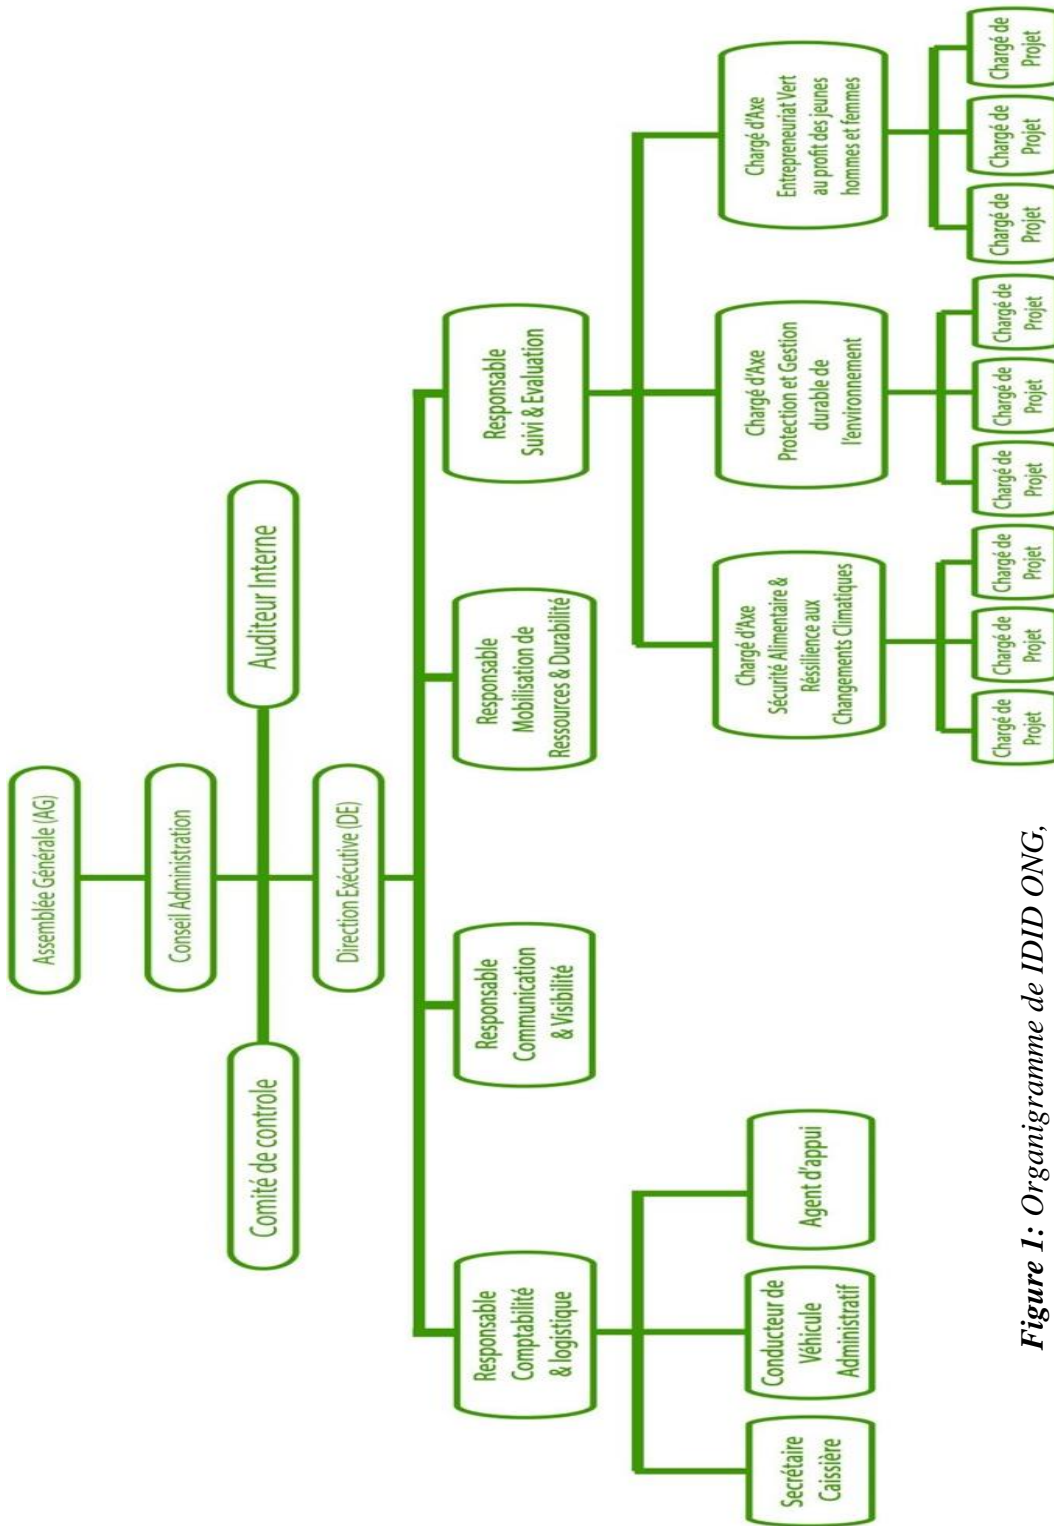 Assemblée Générale (AG)
Conseil Administration
Comité de controle
Auditeur Interne
Direction Exécutive (DE)
Responsable
Comptabilité
& logistique
Responsable
Communication
& Visibilité
Responsable
Mobilisation de
Ressources & Durabilité
Responsable
Suivi & Evaluation
Secrétaire
Caissière
Conducteur de
Véhicule
Administratif
Agent d'appui
Chargé d'Axe
Sécurité Alimentaire &
Réssilience aux
Changements Climatiques
Chargé d'Axe
Protection et Gestion
durable de
l'environnement
Chargé d'Axe
Entrepreneuriat Vert
au profit des jeunes
hommes et femmes
Chargé de
Projet
Chargé de
Projet
Chargé de
Projet
Chargé de
Projet
Chargé de
Projet
Chargé de
Projet
Chargé de
Projet
Chargé de
Projet
Chargé de
Projet
Figure 1: Organigramme de IDID ONG,